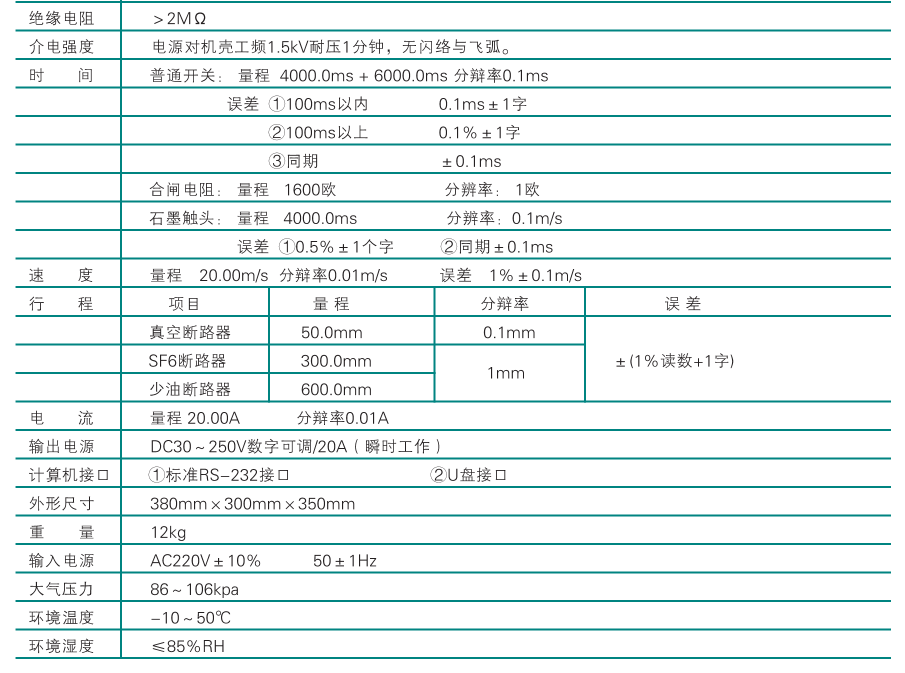 绝缘电阻 >2MΩ
介电强度 电源对机壳工频1.5kV耐压1分钟，无闪络与飞弧。
时 间 普通开关： 量程 4000.0ms + 6000.0ms 分辩率0.1ms
误差 ①100ms以内 0.1ms±1字
②100ms以上 0.1%±1字
③同期 ±0.1ms
合闸电阻： 量程 1600欧 分辨率： 1欧
石墨触头： 量程 4000.0ms 分辨率：0.1m/s
误差 ①0.5%±1个字 ②同期±0.1ms
速 度 量程 20.00m/s 分辩率0.01m/s 误差 1%±0.1m/s
行 程 项目 量 程 分辩率 误 差
真空断路器 50.0mm 0.1mm
SF6断路器 300.0mm
1mm ±(1%读数+1字)
少油断路器 600.0mm
电 流 量程 20.00A 分辩率0.01A
输出电源 DC30~250V数字可调/20A（瞬时工作）
计算机接口 ①标准RS-232接口 ②U盘接口
外形尺寸 380mm×300mm×350mm
重 量 12kg
输入电源 AC220V±10% 50±1Hz
大气压力 86~106kpa
环境温度 -10~50℃
环境湿度 ≤85%RH